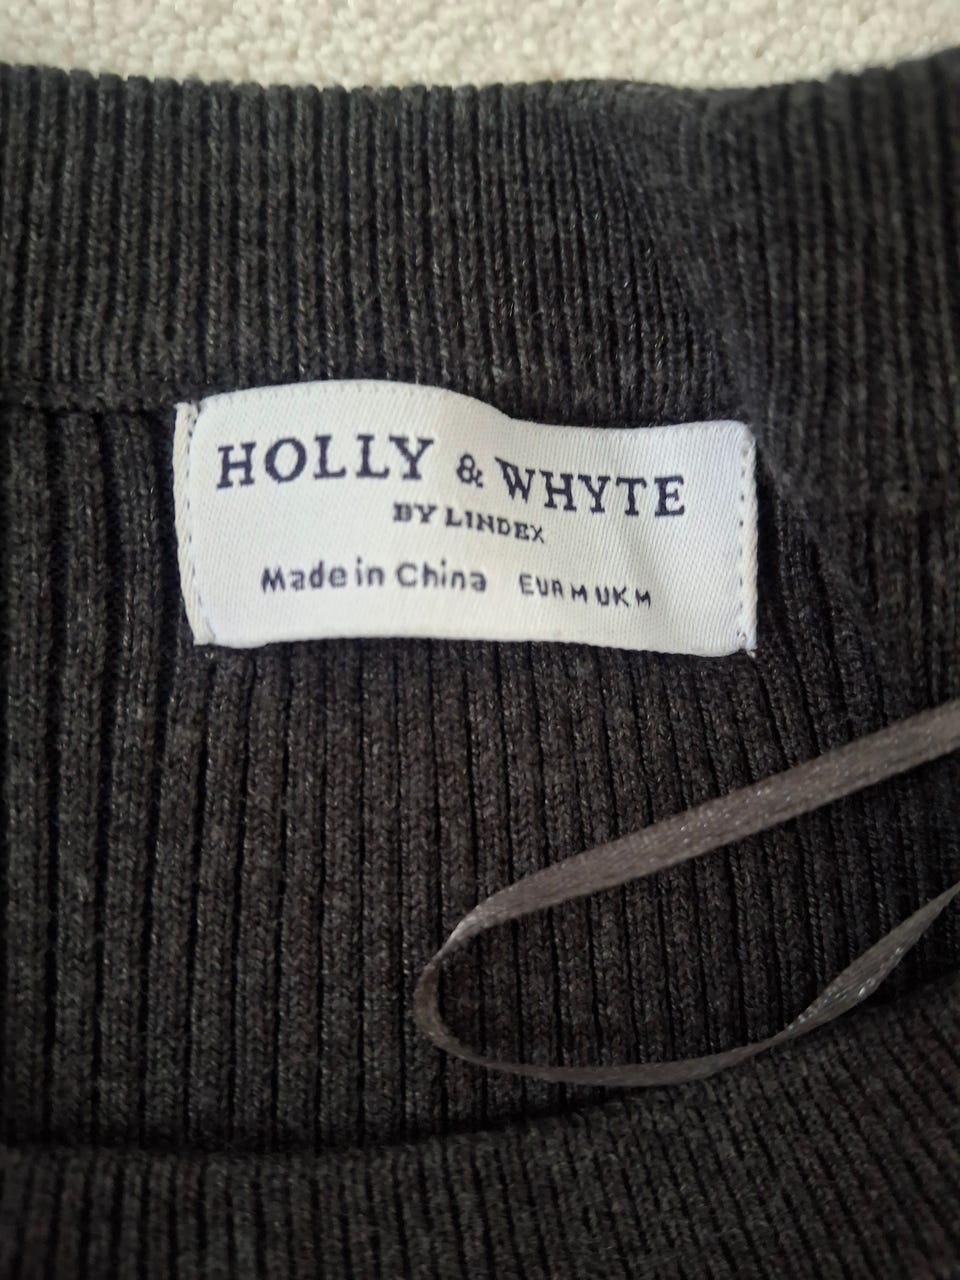 HOLLY & WHYTE
BY LINDEX
Made in China EUR M UK M